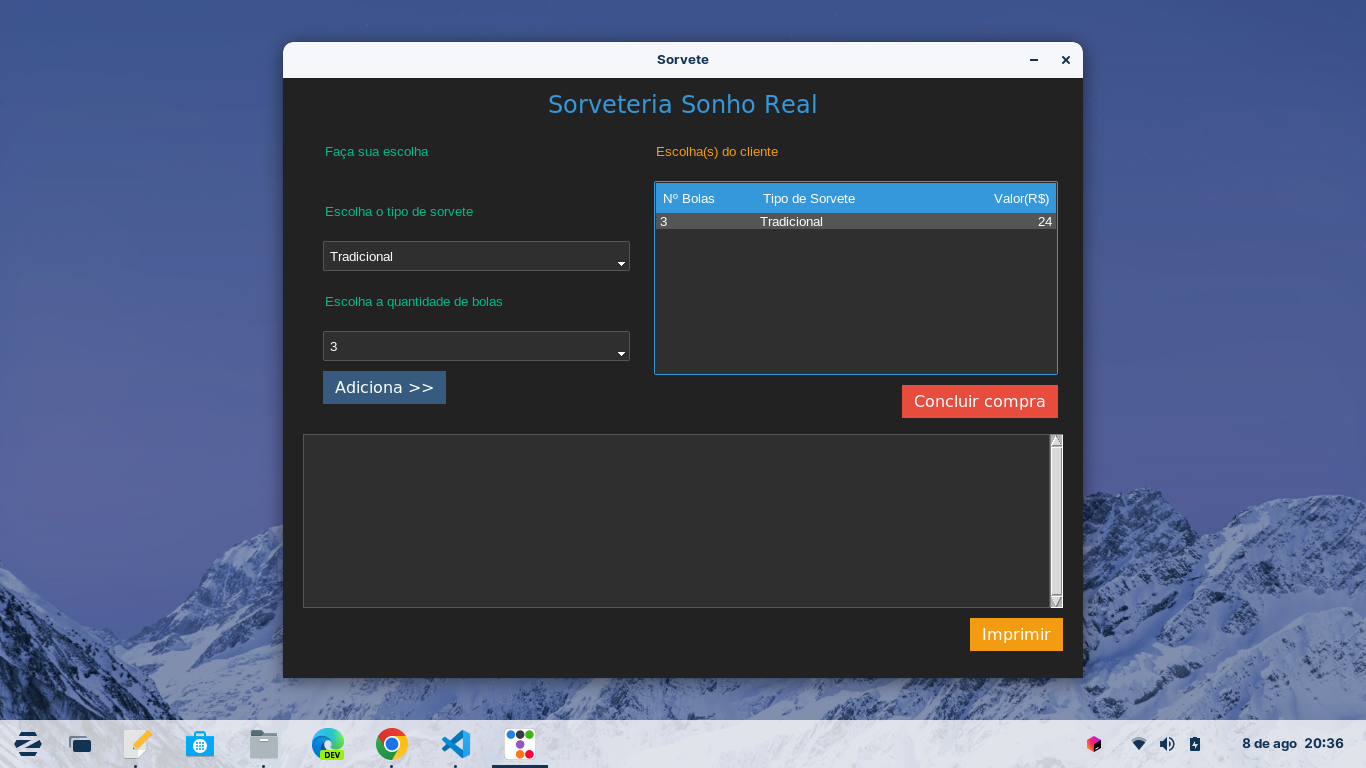 Sorvete
Sorveteria Sonho Real
Faça sua escolha
Escolha(s) do cliente
Nº Bolas Tipo de Sorvete Valor(R$)
3 Tradicional 24
Escolha o tipo de sorvete
Tradicional
Escolha a quantidade de bolas
3
Adiciona >>
Concluir compra
Imprimir
DEV
8 de ago 20:36